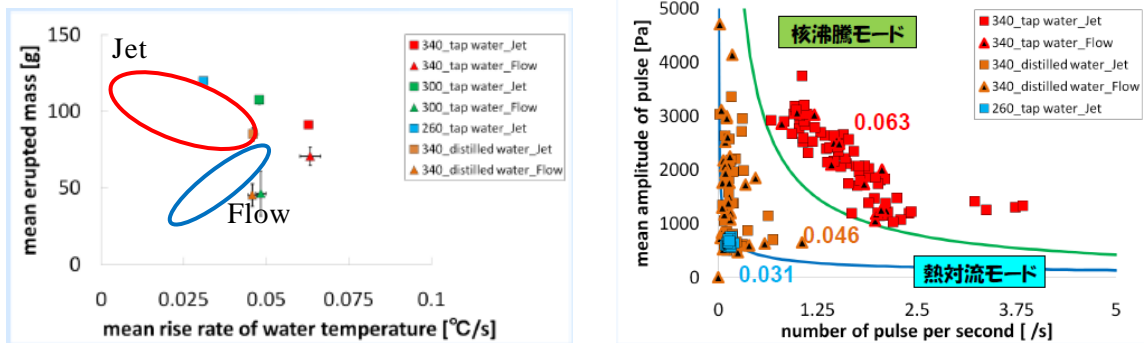 150
100
50
0
mean erupted mass [g]
Jet
Flow
340_tap water_Jet
340_tap water_Flow
300_tap water_Jet
300_tap water_Flow
260_tap water_Jet
340_distilled water_Jet
340_distilled water_Flow
0
0.025
0.05
0.075
0.1
mean rise rate of water temperature [℃/s]
5000
4000
3000
2000
1000
0
mean amplitude of pulse [Pa]
核沸騰モード
340_tap water_Jet
340_tap water_Flow
340_distilled water_Jet
340_distilled water_Flow
260_tap water_Jet
0.063
0.046
0.031
熱対流モード
0
1.25
2.5
3.75
5
number of pulse per second [ /s]